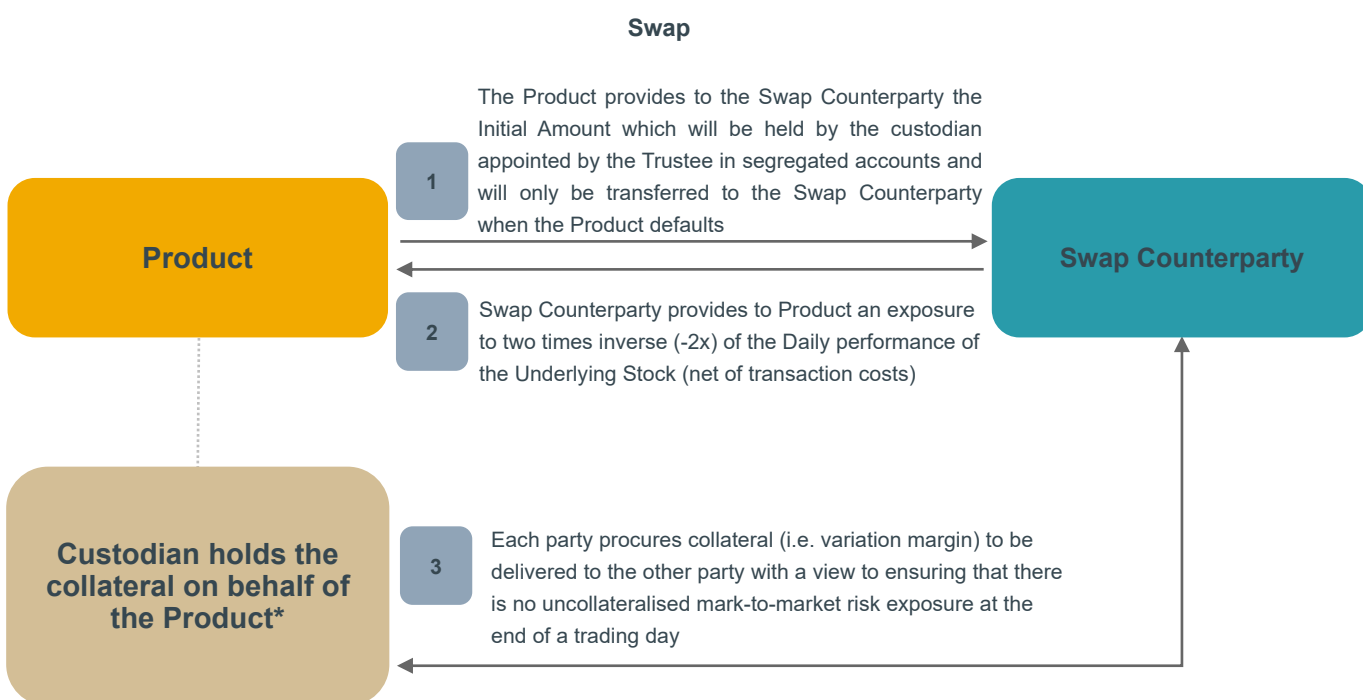 Swap
The Product provides to the Swap Counterparty the
Initial Amount which will be held by the custodian
appointed by the Trustee in segregated accounts and
will only be transferred to the Swap Counterparty
when the Product defaults
1
Product
Swap Counterparty
2
Swap Counterparty provides to Product an exposure
to two times inverse (-2x) of the Daily performance of
the Underlying Stock (net of transaction costs)
Custodian holds the
collateral on behalf of
the Product*
3
Each party procures collateral (i.e. variation margin) to be
delivered to the other party with a view to ensuring that there
is no uncollateralised mark-to-market risk exposure at the
end of a trading day